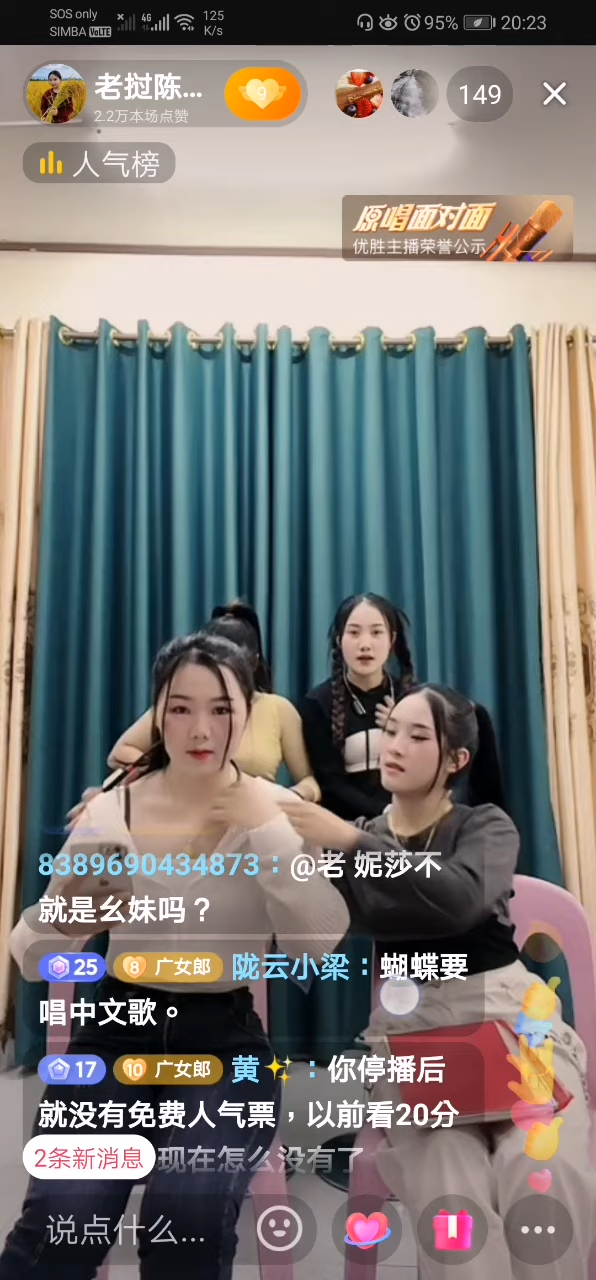 SOS only
SIMBA VoLTE
4G
125
K/s
95%
20:23
老挝陈...
2.2万本场点赞
9
149
人气榜
原唱面对面
优胜主播荣誉公示
8389690434873：@老 妮莎不
就是幺妹吗？
25 8 广女郎 陇云小梁：蝴蝶要
唱中文歌。
17 10 广女郎 黄✨：你停播后
就没有免费人气票，以前看20分
2条新消息 现在怎么没有了
说点什么...